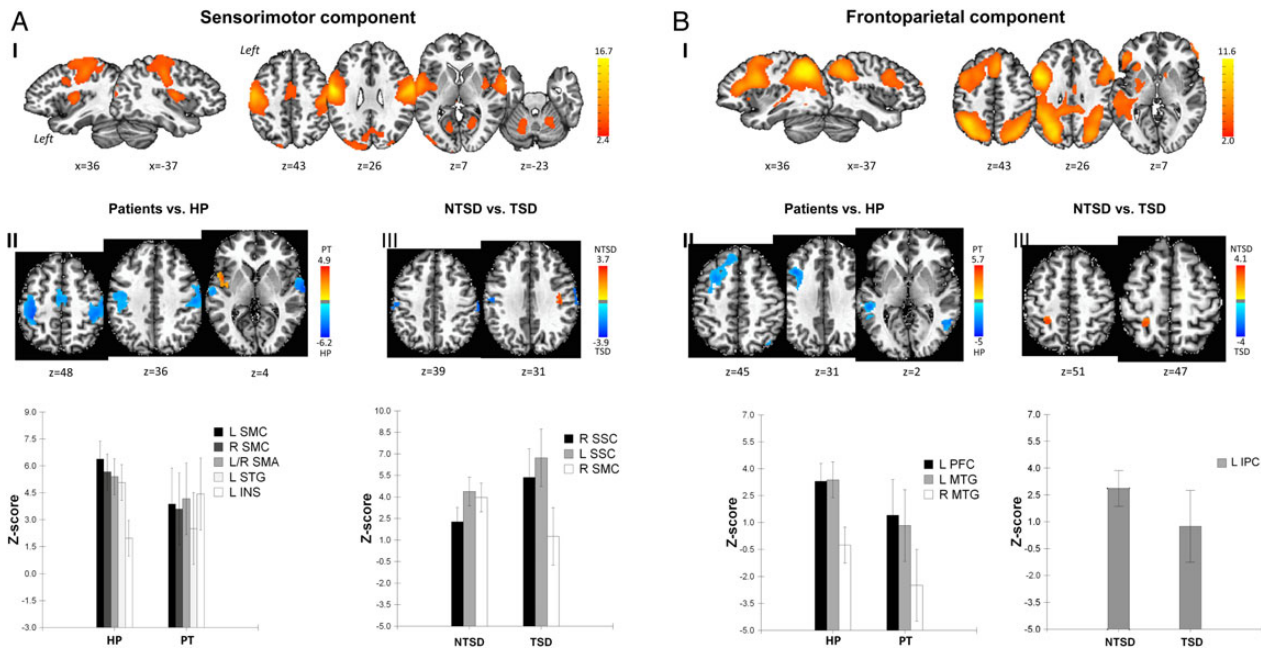 A
Sensorimotor component
I
Left
Left
16.7
2.4
x=36
x=-37
z=43
z=26
z=7
z=-23
Patients vs. HP
II
PT
4.9
-6.2
HP
z=48
z=36
z=4
NTSD vs. TSD
III
NTSD
3.7
-3.9
TSD
z=39
z=31
Z-score
9.0
7.5
6.0
4.5
3.0
1.5
0.0
-1.5
-3.0
HP
PT
L SMC
R SMC
L/R SMA
L STG
L INS
Z-score
10.0
8.5
7.0
5.5
4.0
2.5
1.0
-0.5
-2.0
-3.5
-5.0
NTSD
TSD
R SSC
L SSC
R SMC
B
Frontoparietal component
I
11.6
2.0
x=36
x=-37
z=43
z=26
z=7
Patients vs. HP
II
PT
5.7
-5
HP
z=45
z=31
z=2
NTSD vs. TSD
III
NTSD
4.1
-4
TSD
z=51
z=47
Z-score
7.0
5.5
4.0
2.5
1.0
-0.5
-2.0
-3.5
-5.0
HP
PT
L PFC
L MTG
R MTG
Z-score
7.0
5.5
4.0
2.5
1.0
-0.5
-2.0
-3.5
-5.0
NTSD
TSD
L IPC